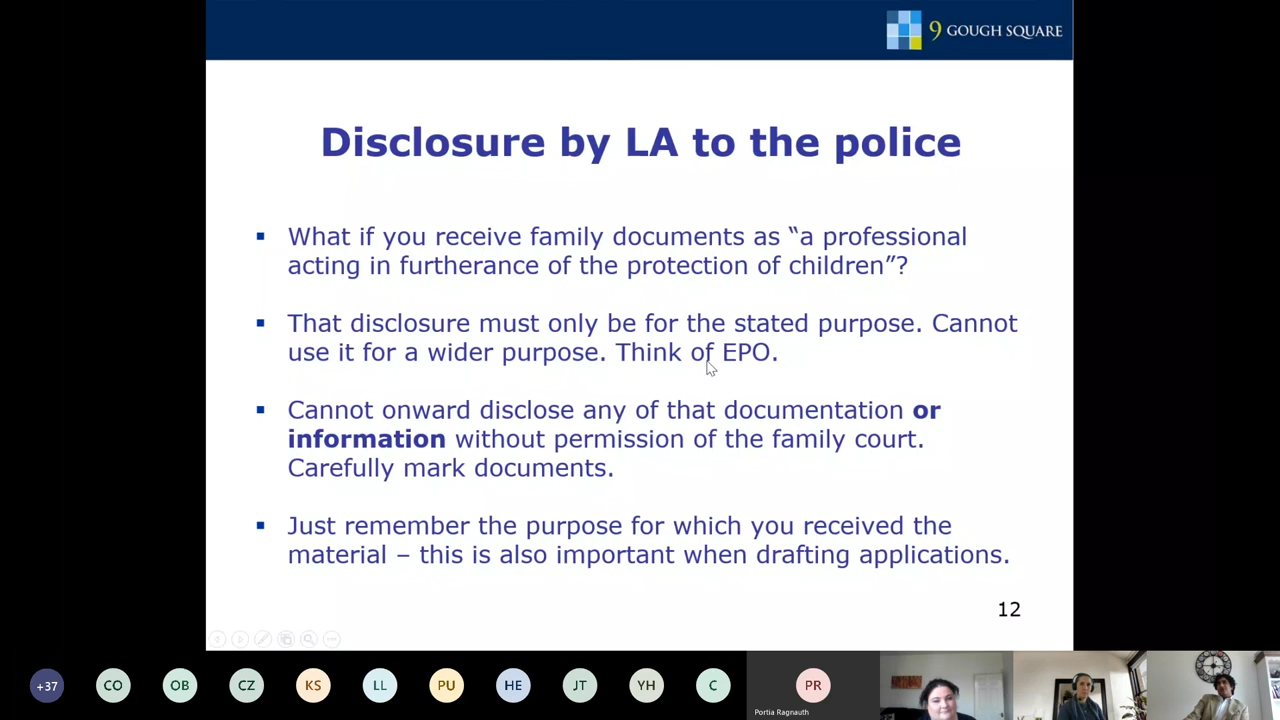 9 GOUGH SQUARE
Disclosure by LA to the police
What if you receive family documents as “a professional
acting in furtherance of the protection of children”?
That disclosure must only be for the stated purpose. Cannot
use it for a wider purpose. Think of EPO.
Cannot onward disclose any of that documentation or
information without permission of the family court.
Carefully mark documents.
Just remember the purpose for which you received the
material – this is also important when drafting applications.
12
+37
CO
OB
CZ
KS
LL
PU
HE
JT
YH
C
PR
Portia Ragnauth